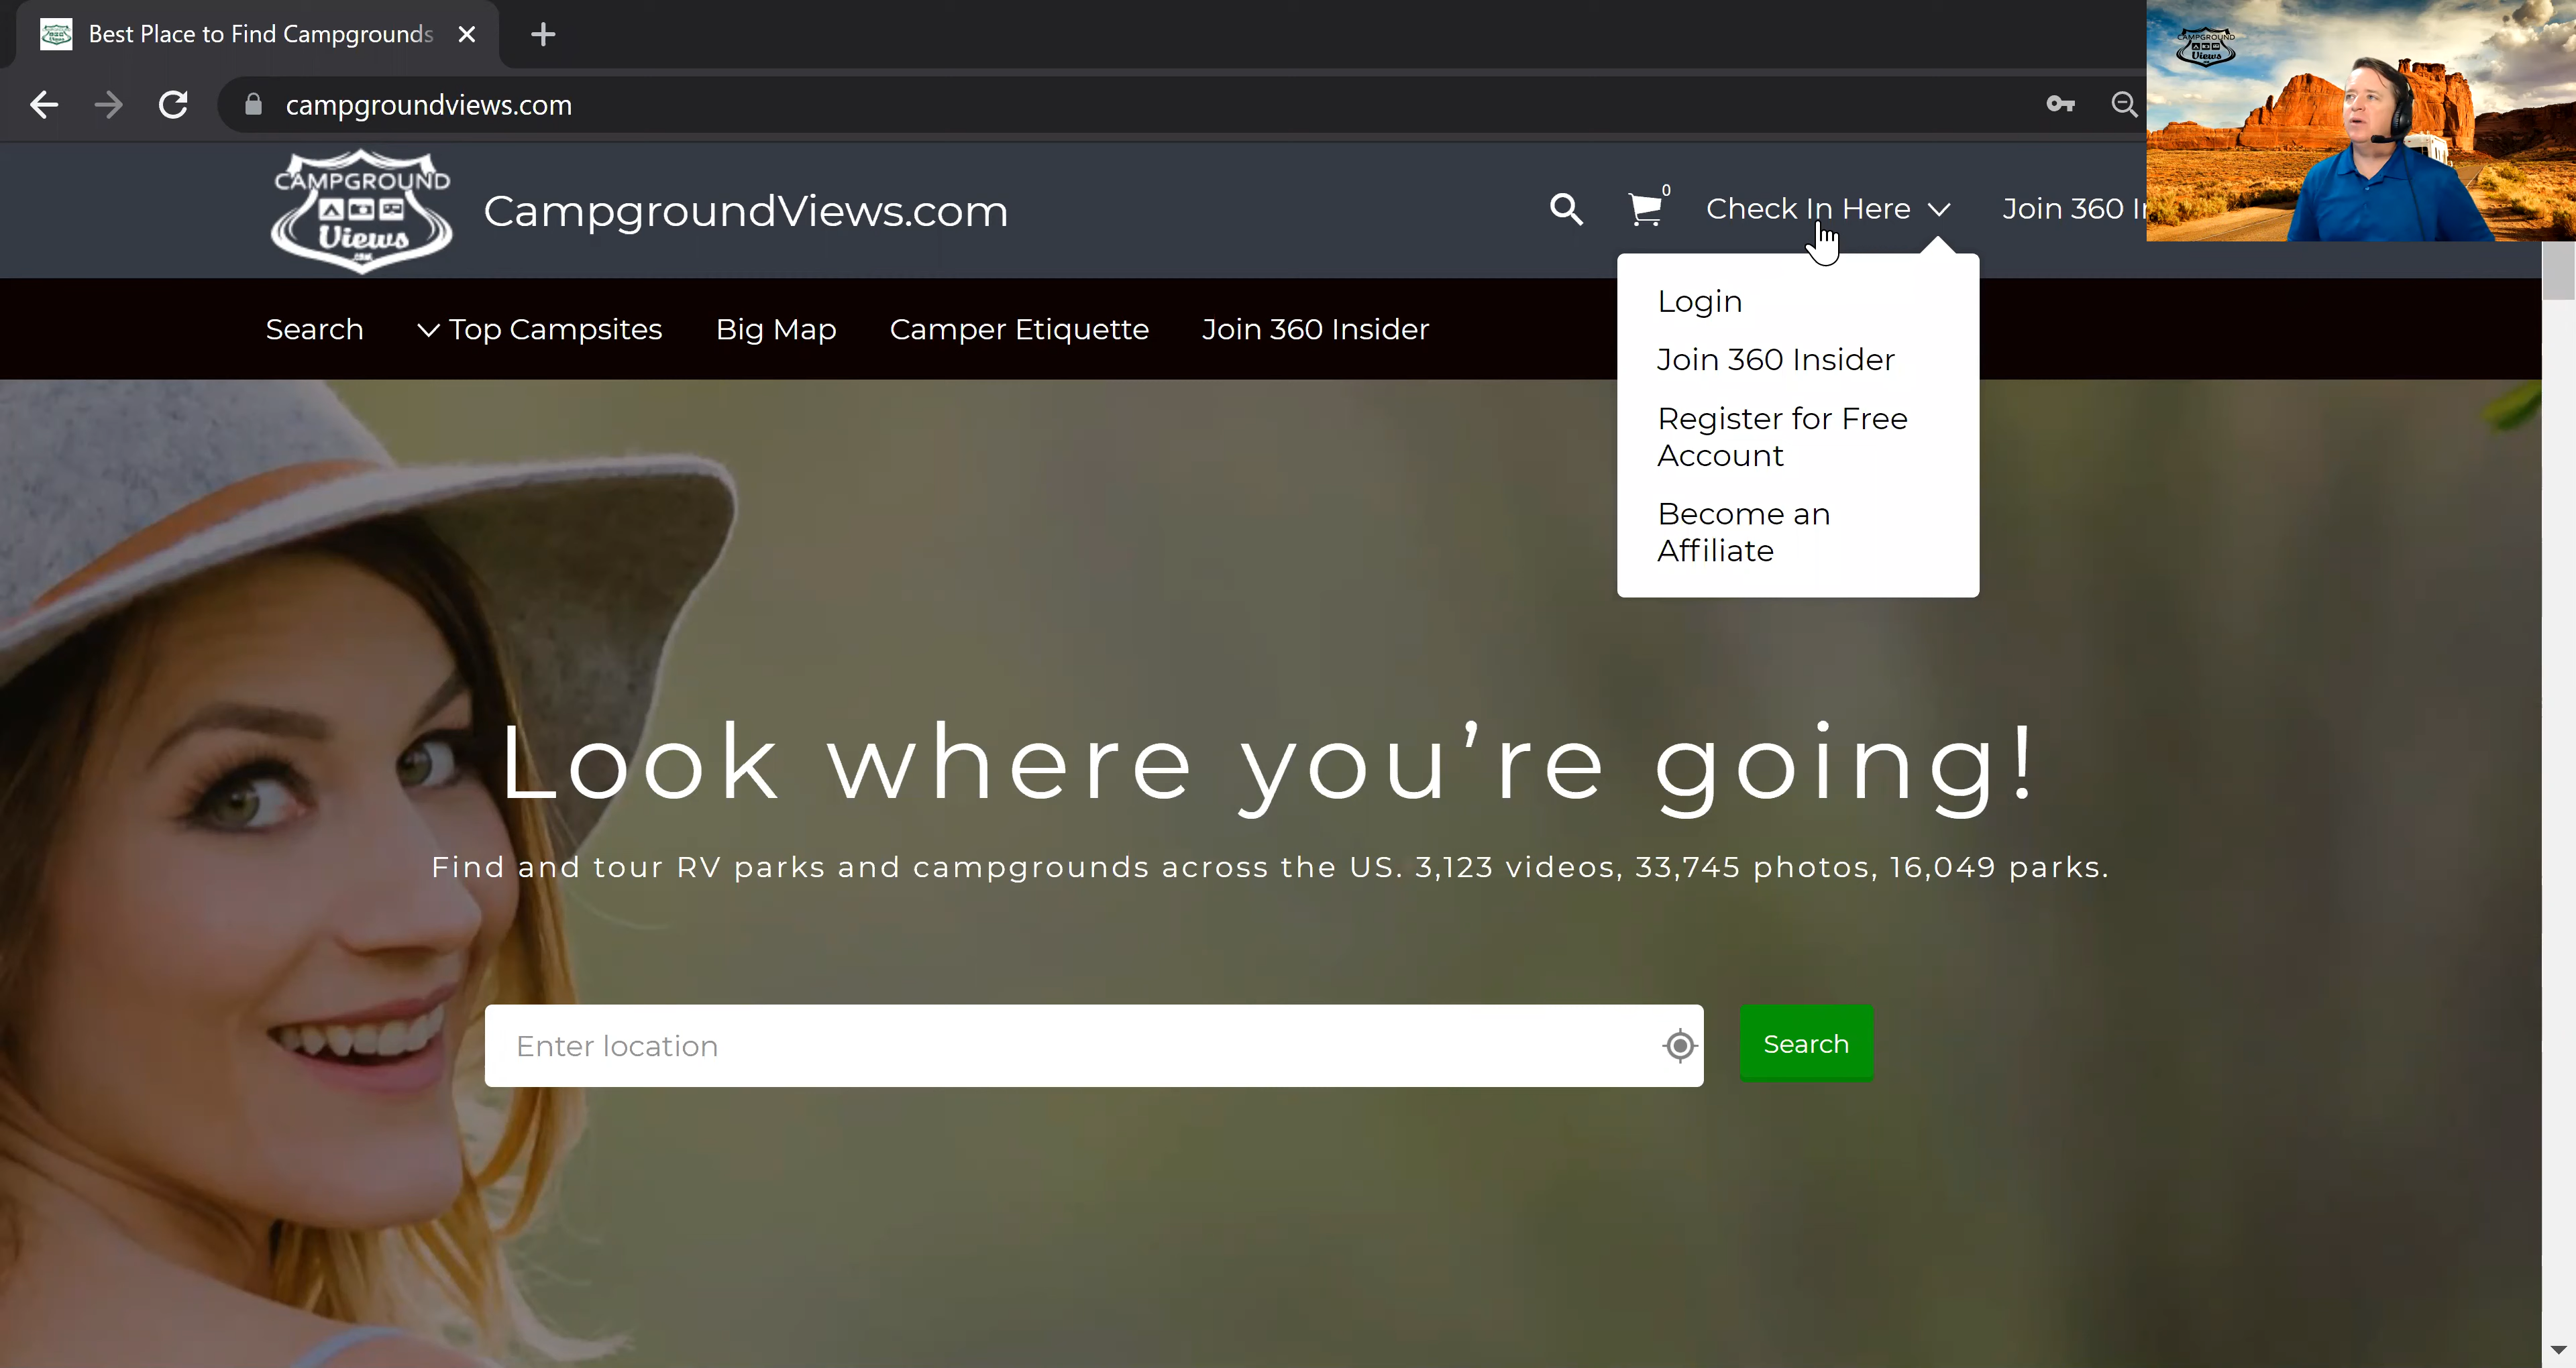 Best Place to Find Campgrounds
campgroundviews.com
CAMPGROUND
Views
.com
CampgroundViews.com
0
Check In Here
Join 360 I
CAMPGROUND
Views
Search
Top Campsites
Big Map
Camper Etiquette
Join 360 Insider
Login
Join 360 Insider
Register for Free
Account
Become an
Affiliate
Look where you’re going!
Find and tour RV parks and campgrounds across the US. 3,123 videos, 33,745 photos, 16,049 parks.
Enter location
Search